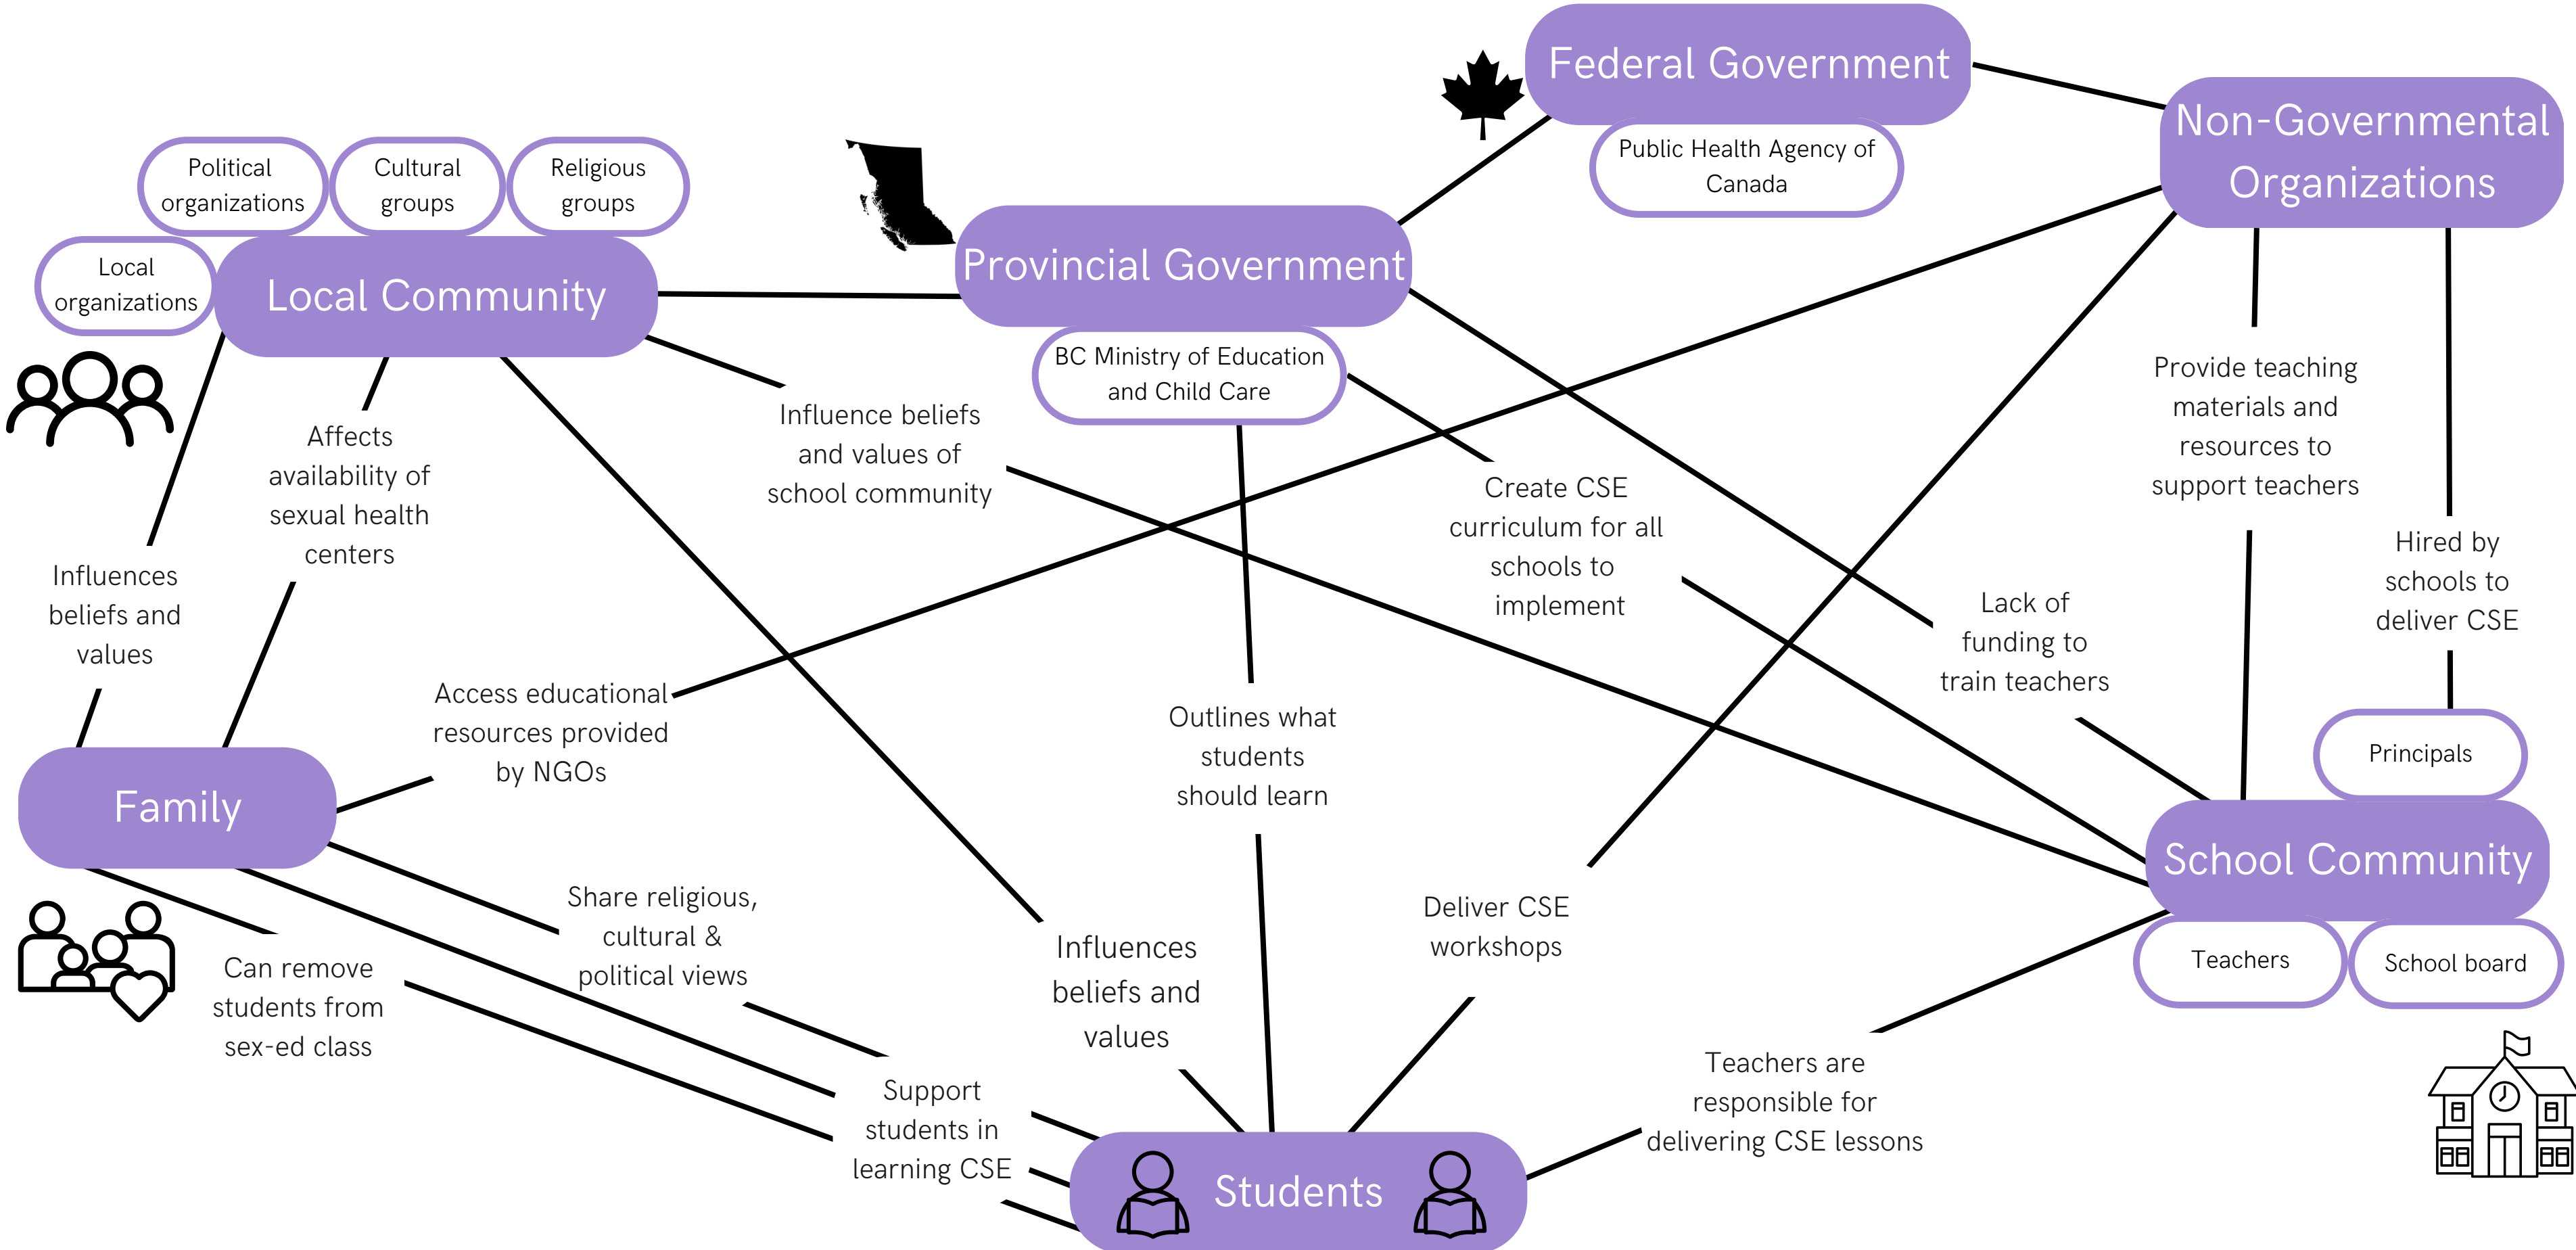 Federal Government
Public Health Agency of
Canada
Non-Governmental
Organizations
Political
organizations
Cultural
groups
Religious
groups
Local
organizations
Local Community
Provincial Government
BC Ministry of Education
and Child Care
Influences
beliefs and
values
Affects
availability of
sexual health
centers
Influence beliefs
and values of
school community
Create CSE
curriculum for all
schools to
implement
Provide teaching
materials and
resources to
support teachers
Hired by
schools to
deliver CSE
Lack of
funding to
train teachers
Access educational
resources provided
by NGOs
Outlines what
students
should learn
Principals
Family
School Community
Teachers
School board
Share religious,
cultural &
political views
Can remove
students from
sex-ed class
Influences
beliefs and
values
Deliver CSE
workshops
Support
students in
learning CSE
Teachers are
responsible for
delivering CSE lessons
Students